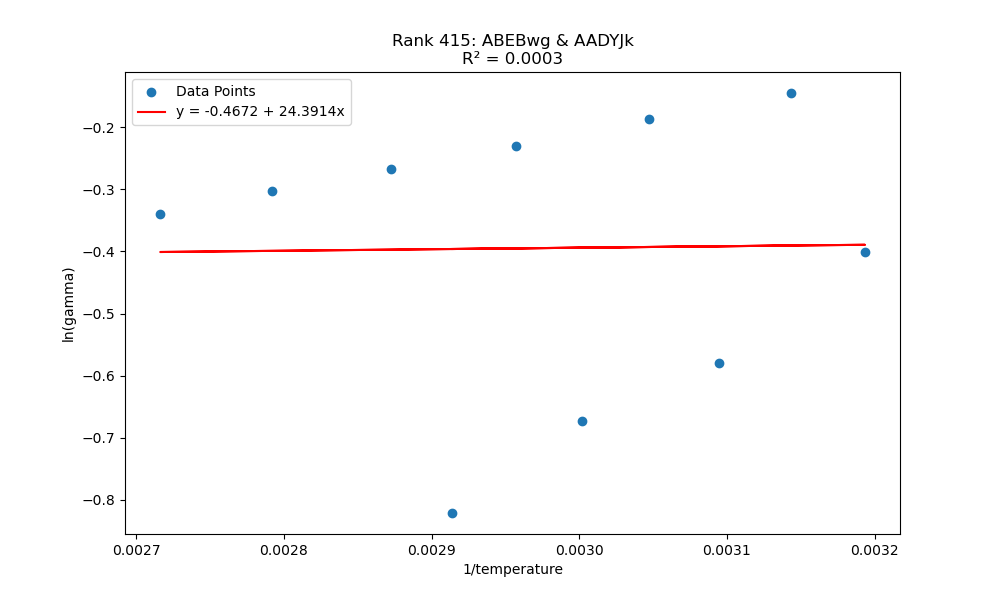 Rank 415: ABEBwg & AADYJk
R² = 0.0003
Data Points
y = -0.4672 + 24.3914x
ln(gamma)
−0.2
−0.3
−0.4
−0.5
−0.6
−0.7
−0.8
0.0027
0.0028
0.0029
0.0030
0.0031
0.0032
1/temperature